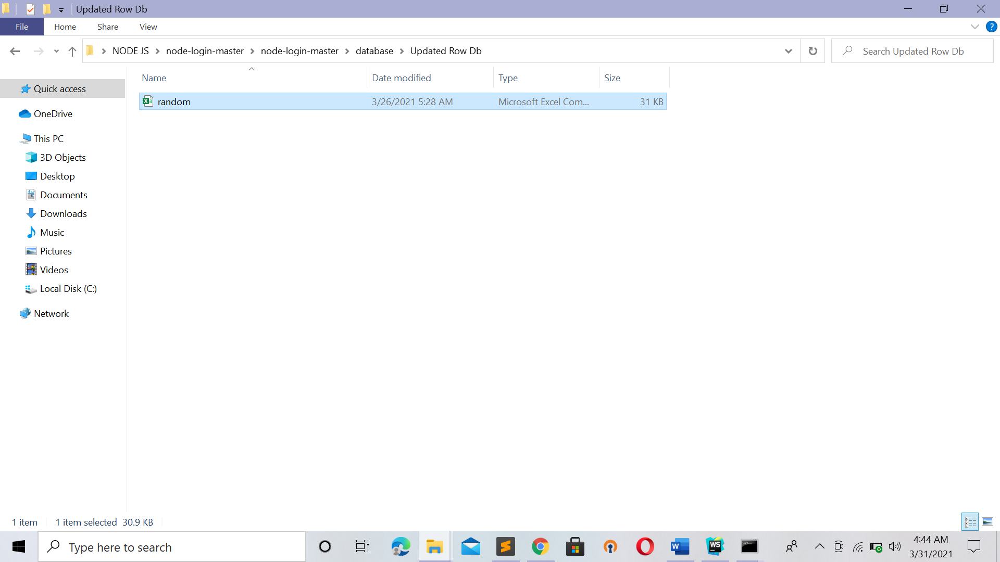 Updated Row Db
File Home Share View
NODE JS node-login-master node-login-master database Updated Row Db
Search Updated Row Db
Name Date modified Type Size
random 3/26/2021 5:28 AM Microsoft Excel Com... 31 KB
Quick access
OneDrive
This PC
3D Objects
Desktop
Documents
Downloads
Music
Pictures
Videos
Local Disk (C:)
Network
1 item 1 item selected 30.9 KB
Type here to search
4:44 AM
3/31/2021